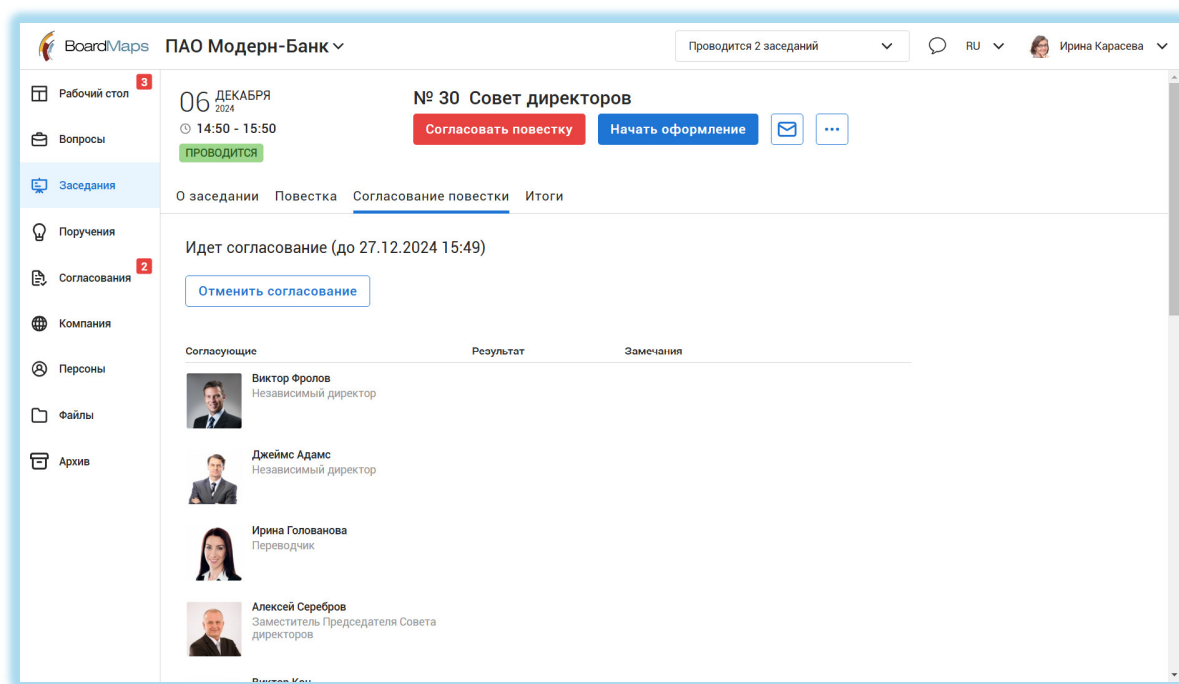 BoardMaps
ПАО Модерн-Банк
Проводится 2 заседаний
RU
Ирина Карасева
Рабочий стол
3
Вопросы
Заседания
Поручения
Согласования
2
Компания
Персоны
Файлы
Архив
06 ДЕКАБРЯ
2024
14:50 - 15:50
ПРОВОДИТСЯ
№ 30 Совет директоров
Согласовать повестку
Начать оформление
О заседании
Повестка
Согласование повестки
Итоги
Идет согласование (до 27.12.2024 15:49)
Отменить согласование
Согласующие
Результат
Замечания
Виктор Фролов
Независимый директор
Джеймс Адамс
Независимый директор
Ирина Голованова
Переводчик
Алексей Серебров
Заместитель Председателя Совета
директоров